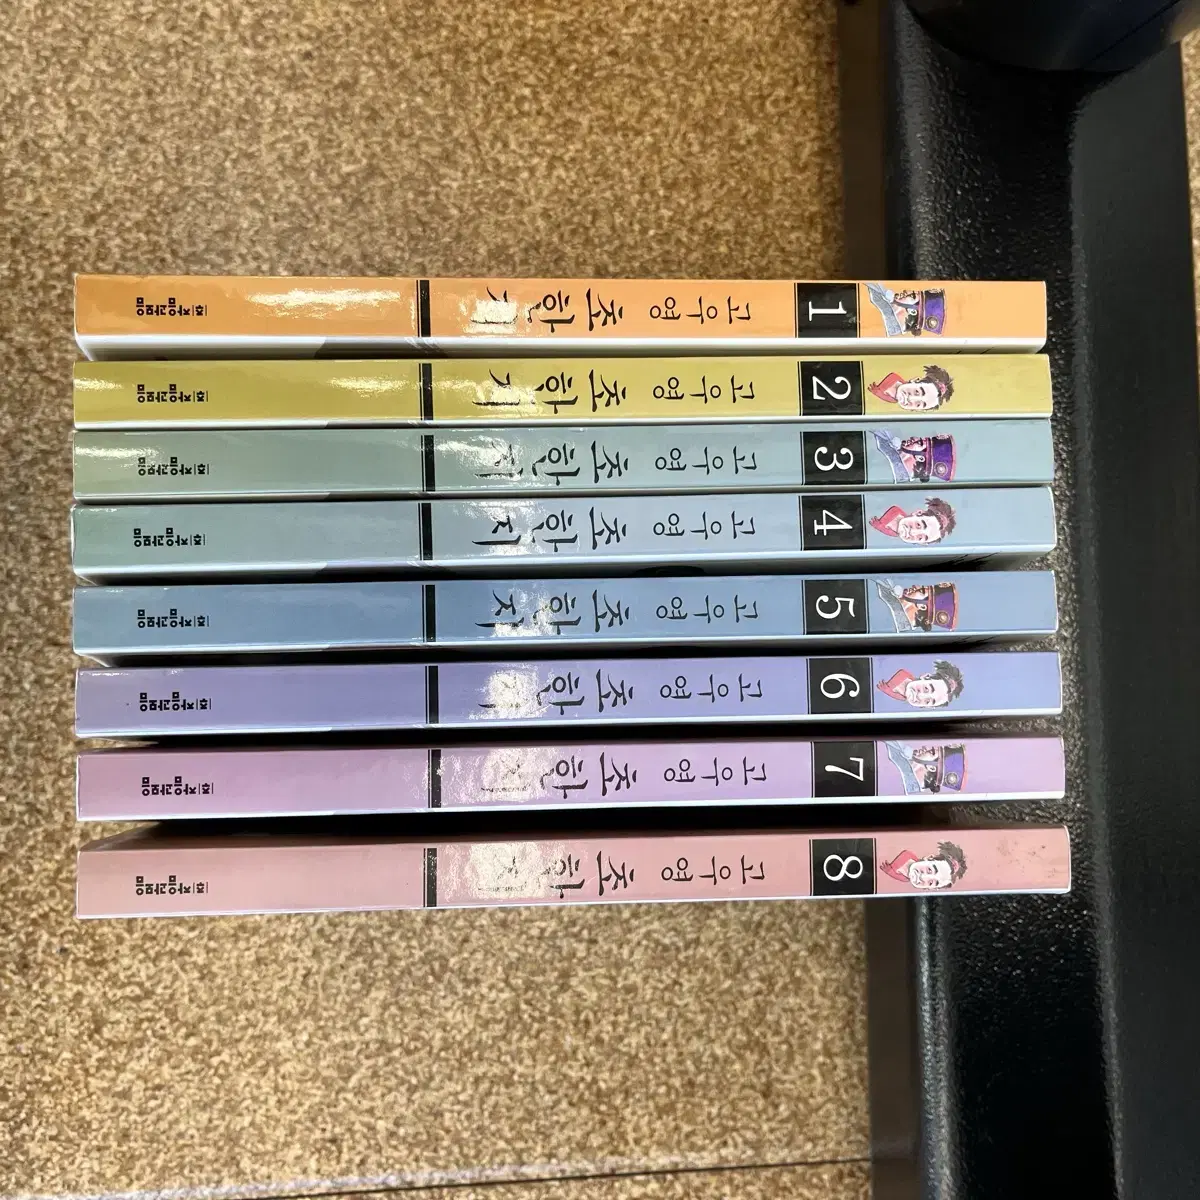 1 고우영 초한지
2 고우영 초한지
3 고우영 초한지
4 고우영 초한지
5 고우영 초한지
6 고우영 초한지
7 고우영 초한지
8 고우영 초한지